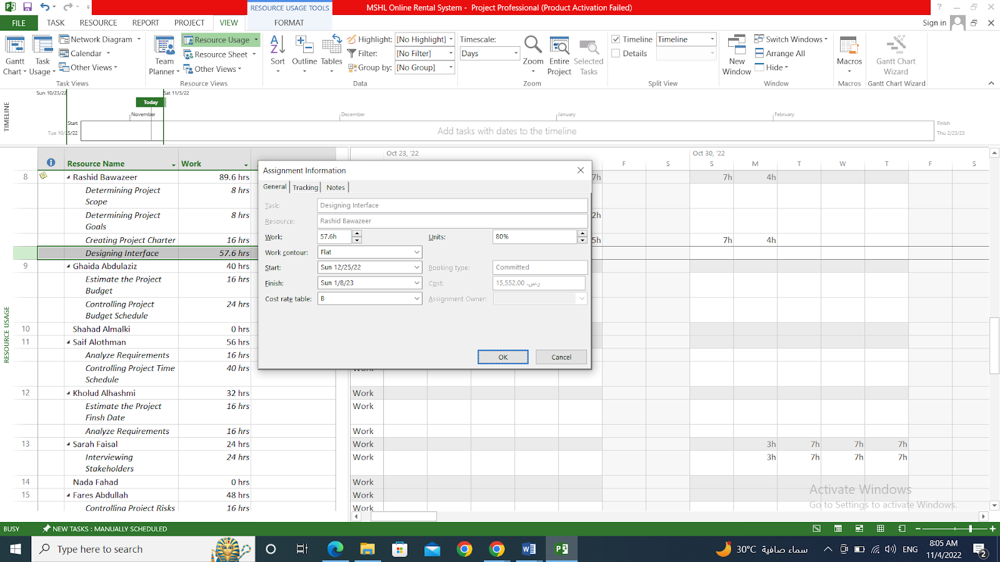 RESOURCE USAGE TOOLS
MSHL Online Rental System - Project Professional (Product Activation Failed)
FILE TASK RESOURCE REPORT PROJECT VIEW FORMAT Sign in
Network Diagram Resource Usage Highlight: [No Highlight] Timescale: Timeline Timeline Switch Windows
Calendar Resource Sheet Filter: [No Filter] Days Details Arrange All
Gantt Chart Task Usage Other Views Team Planner Other Views Sort Outline Tables Group by: [No Group] Zoom Entire Project Selected Tasks New Window Hide Macros Gantt Chart Wizard
Task Views Resource Views Data Zoom Split View Window Macros Gantt Chart Wizard
TIMELINE
Sun 10/23/22 Sat 11/5/22
Today
November December January February
Start Finish
Tue 10/25/22 Add tasks with dates to the timeline Thu 2/23/23
RESOURCE USAGE
Oct 23, '22 Oct 30, '22
Resource Name Work F S S M T W T F S
8 Rashid Bawazeer 89.6 hrs 7h 7h 4h
Determining Project Scope 8 hrs
Determining Project Goals 8 hrs 2h
Creating Project Charter 16 hrs 5h 7h 4h
Designing Interface 57.6 hrs
9 Ghaida Abdulaziz 40 hrs
Estimate the Project Budget 16 hrs
Controlling Project Budget Schedule 24 hrs
10 Shahad Almalki 0 hrs
11 Saif Alothman 56 hrs
Analyze Requirements 16 hrs
Controlling Project Time Schedule 40 hrs Work
12 Kholud Alhashmi 32 hrs Work
Estimate the Project Finsh Date 16 hrs Work
Analyze Requirements 16 hrs Work
13 Sarah Faisal 24 hrs Work 3h 7h 7h 7h
Interviewing Stakeholders 24 hrs Work 3h 7h 7h 7h
14 Nada Fahad 0 hrs Work
15 Fares Abdullah 48 hrs Work
Controlling Project Risks 16 hrs Work
Assignment Information
General Tracking Notes
Task: Designing Interface
Resource: Rashid Bawazeer
Work: 57.6h Units: 80%
Work contour: Flat
Start: Sun 12/25/22 Booking type: Committed
Finish: Sun 1/8/23 Cost: 15,552.00 ر.س.
Cost rate table: B Assignment Owner:
OK Cancel
Activate Windows
Go to Settings to activate Windows.
BUSY NEW TASKS : MANUALLY SCHEDULED
Type here to search 30°C سماء صافية ENG 8:05 AM
11/4/2022 2